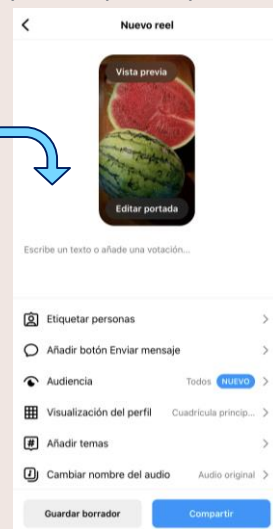 Nuevo reel
Vista previa
Editar portada
Escribe un texto o añade una votación...
Etiquetar personas
Añadir botón Enviar mensaje
Audiencia Todos NUEVO
Visualización del perfil Cuadrícula princip...
Añadir temas
Cambiar nombre del audio Audio original
Guardar borrador Compartir